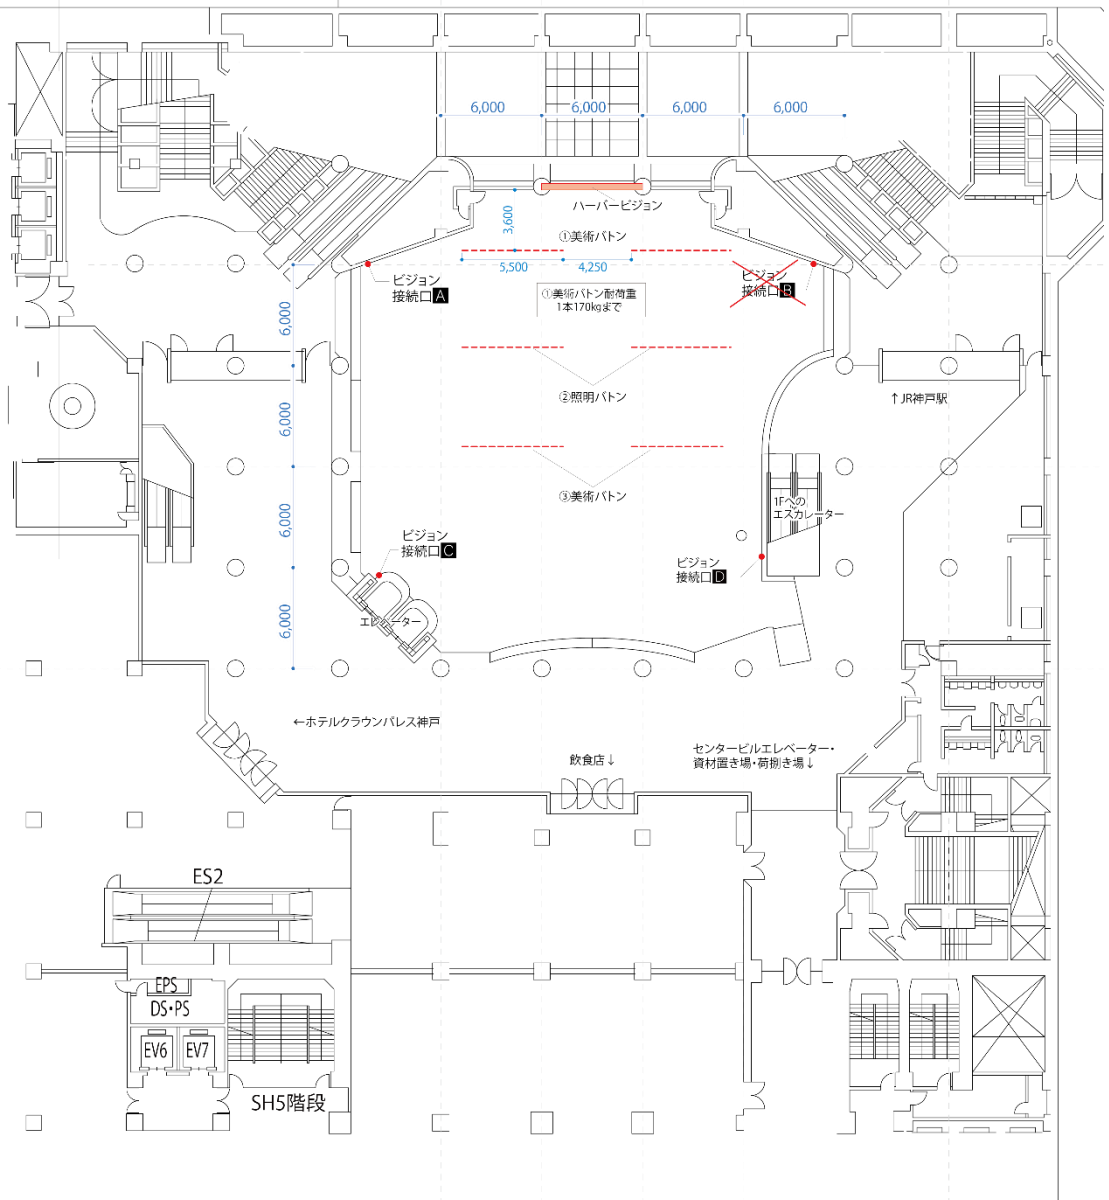 6,000
6,000
6,000
6,000
ハーバービジョン
3,600
①美術バトン
5,500
4,250
ビジョン
接続口A
①美術バトン耐荷重
1本170kgまで
ビジョン
接続口B
6,000
②照明バトン
↑JR神戸駅
6,000
③美術バトン
1Fへの
エスカレーター
6,000
ビジョン
接続口C
ビジョン
接続口D
エレベーター
6,000
←ホテルクラウンパレス神戸
飲食店↓
センタービルエレベーター・
資材置き場・荷捌き場↓
ES2
EPS
DS・PS
EV6
EV7
SH5階段